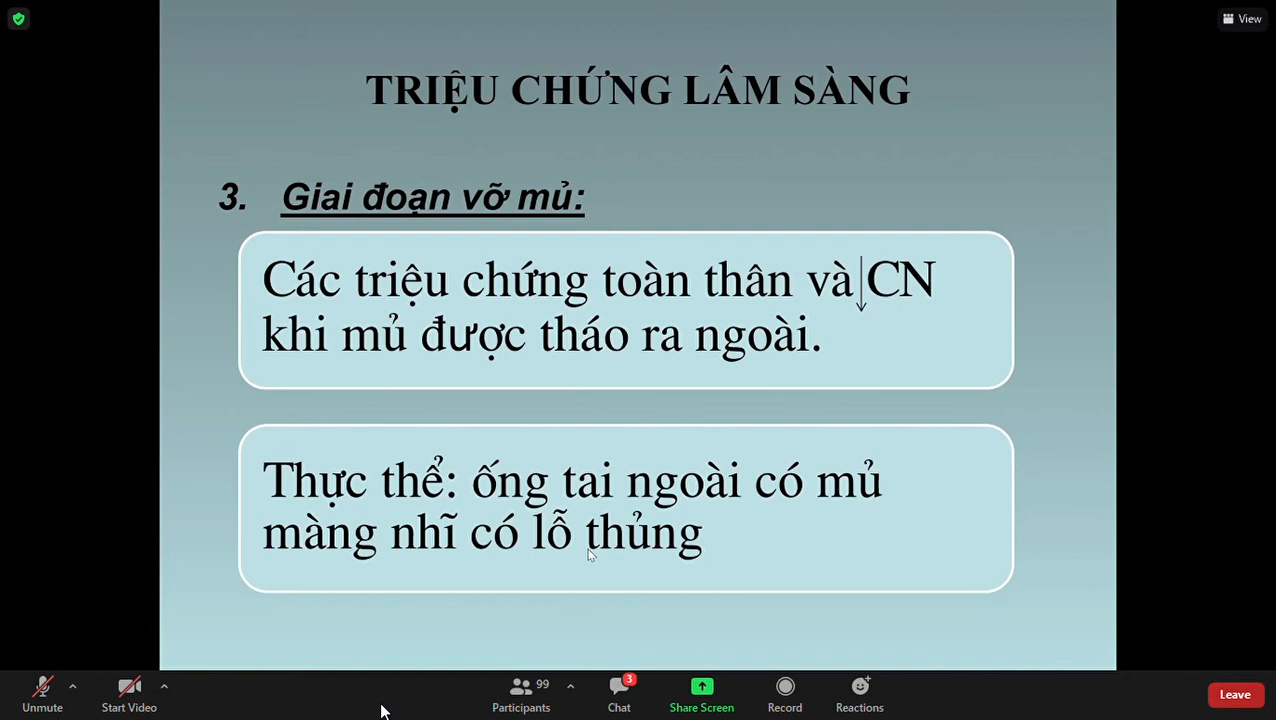 View
TRIỆU CHỨNG LÂM SÀNG
3. Giai đoạn vỡ mủ:
Các triệu chứng toàn thân và ↓ CN
khi mủ được tháo ra ngoài.
Thực thể: ống tai ngoài có mủ
màng nhĩ có lỗ thủng
99
3
Unmute
Start Video
Participants
Chat
Share Screen
Record
Reactions
Leave